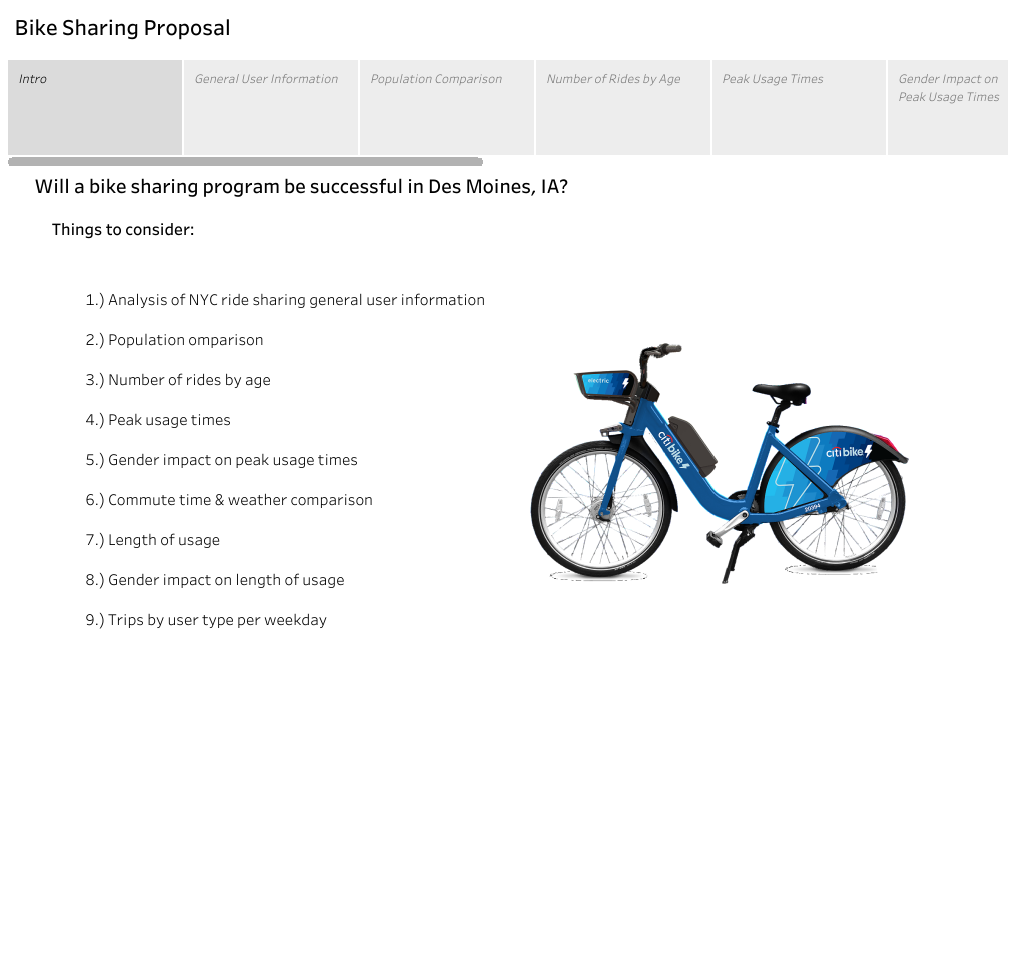 Bike Sharing Proposal
Intro
General User Information
Population Comparison
Number of Rides by Age
Peak Usage Times
Gender Impact on
Peak Usage Times
Will a bike sharing program be successful in Des Moines, IA?
Things to consider:
1.) Analysis of NYC ride sharing general user information
2.) Population omparison
3.) Number of rides by age
4.) Peak usage times
5.) Gender impact on peak usage times
6.) Commute time & weather comparison
7.) Length of usage
8.) Gender impact on length of usage
9.) Trips by user type per weekday
electric
citibike
citibike